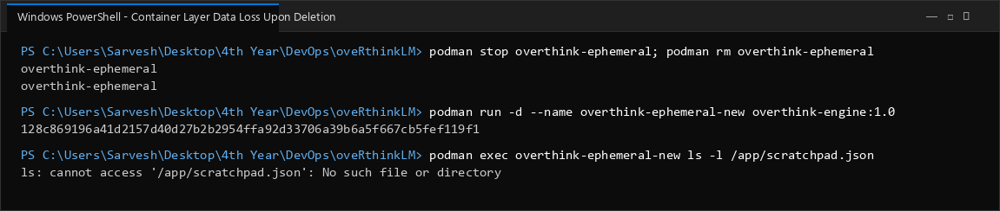 Windows PowerShell - Container Layer Data Loss Upon Deletion
PS C:\Users\Sarvesh\Desktop\4th Year\DevOps\oveRthinkLM> podman stop overthink-ephemeral; podman rm overthink-ephemeral
overthink-ephemeral
overthink-ephemeral
PS C:\Users\Sarvesh\Desktop\4th Year\DevOps\oveRthinkLM> podman run -d --name overthink-ephemeral-new overthink-engine:1.0
128c869196a41d2157d40d27b2b2954ffa92d33706a39b6a5f667cb5fef119f1
PS C:\Users\Sarvesh\Desktop\4th Year\DevOps\oveRthinkLM> podman exec overthink-ephemeral-new ls -l /app/scratchpad.json
ls: cannot access '/app/scratchpad.json': No such file or directory